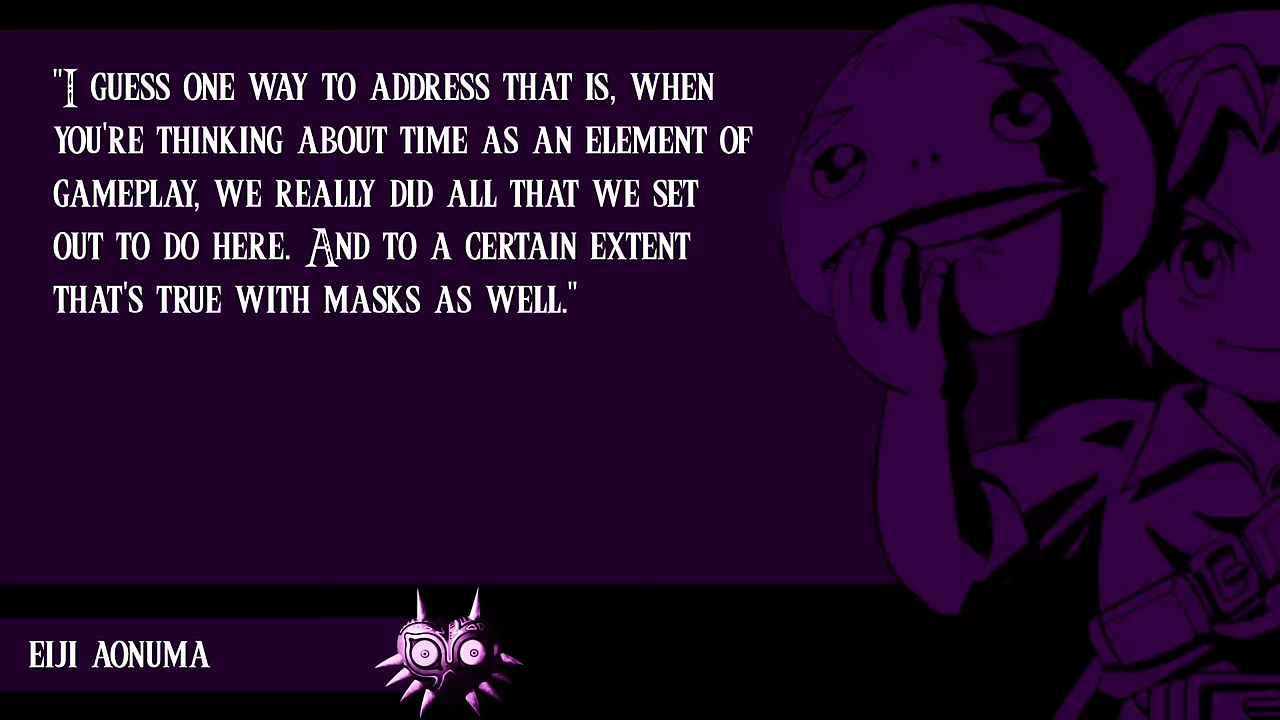 "I GUESS ONE WAY TO ADDRESS THAT IS, WHEN
YOU'RE THINKING ABOUT TIME AS AN ELEMENT OF
GAMEPLAY, WE REALLY DID ALL THAT WE SET
OUT TO DO HERE. AND TO A CERTAIN EXTENT
THAT'S TRUE WITH MASKS AS WELL."
EIJI AONUMA